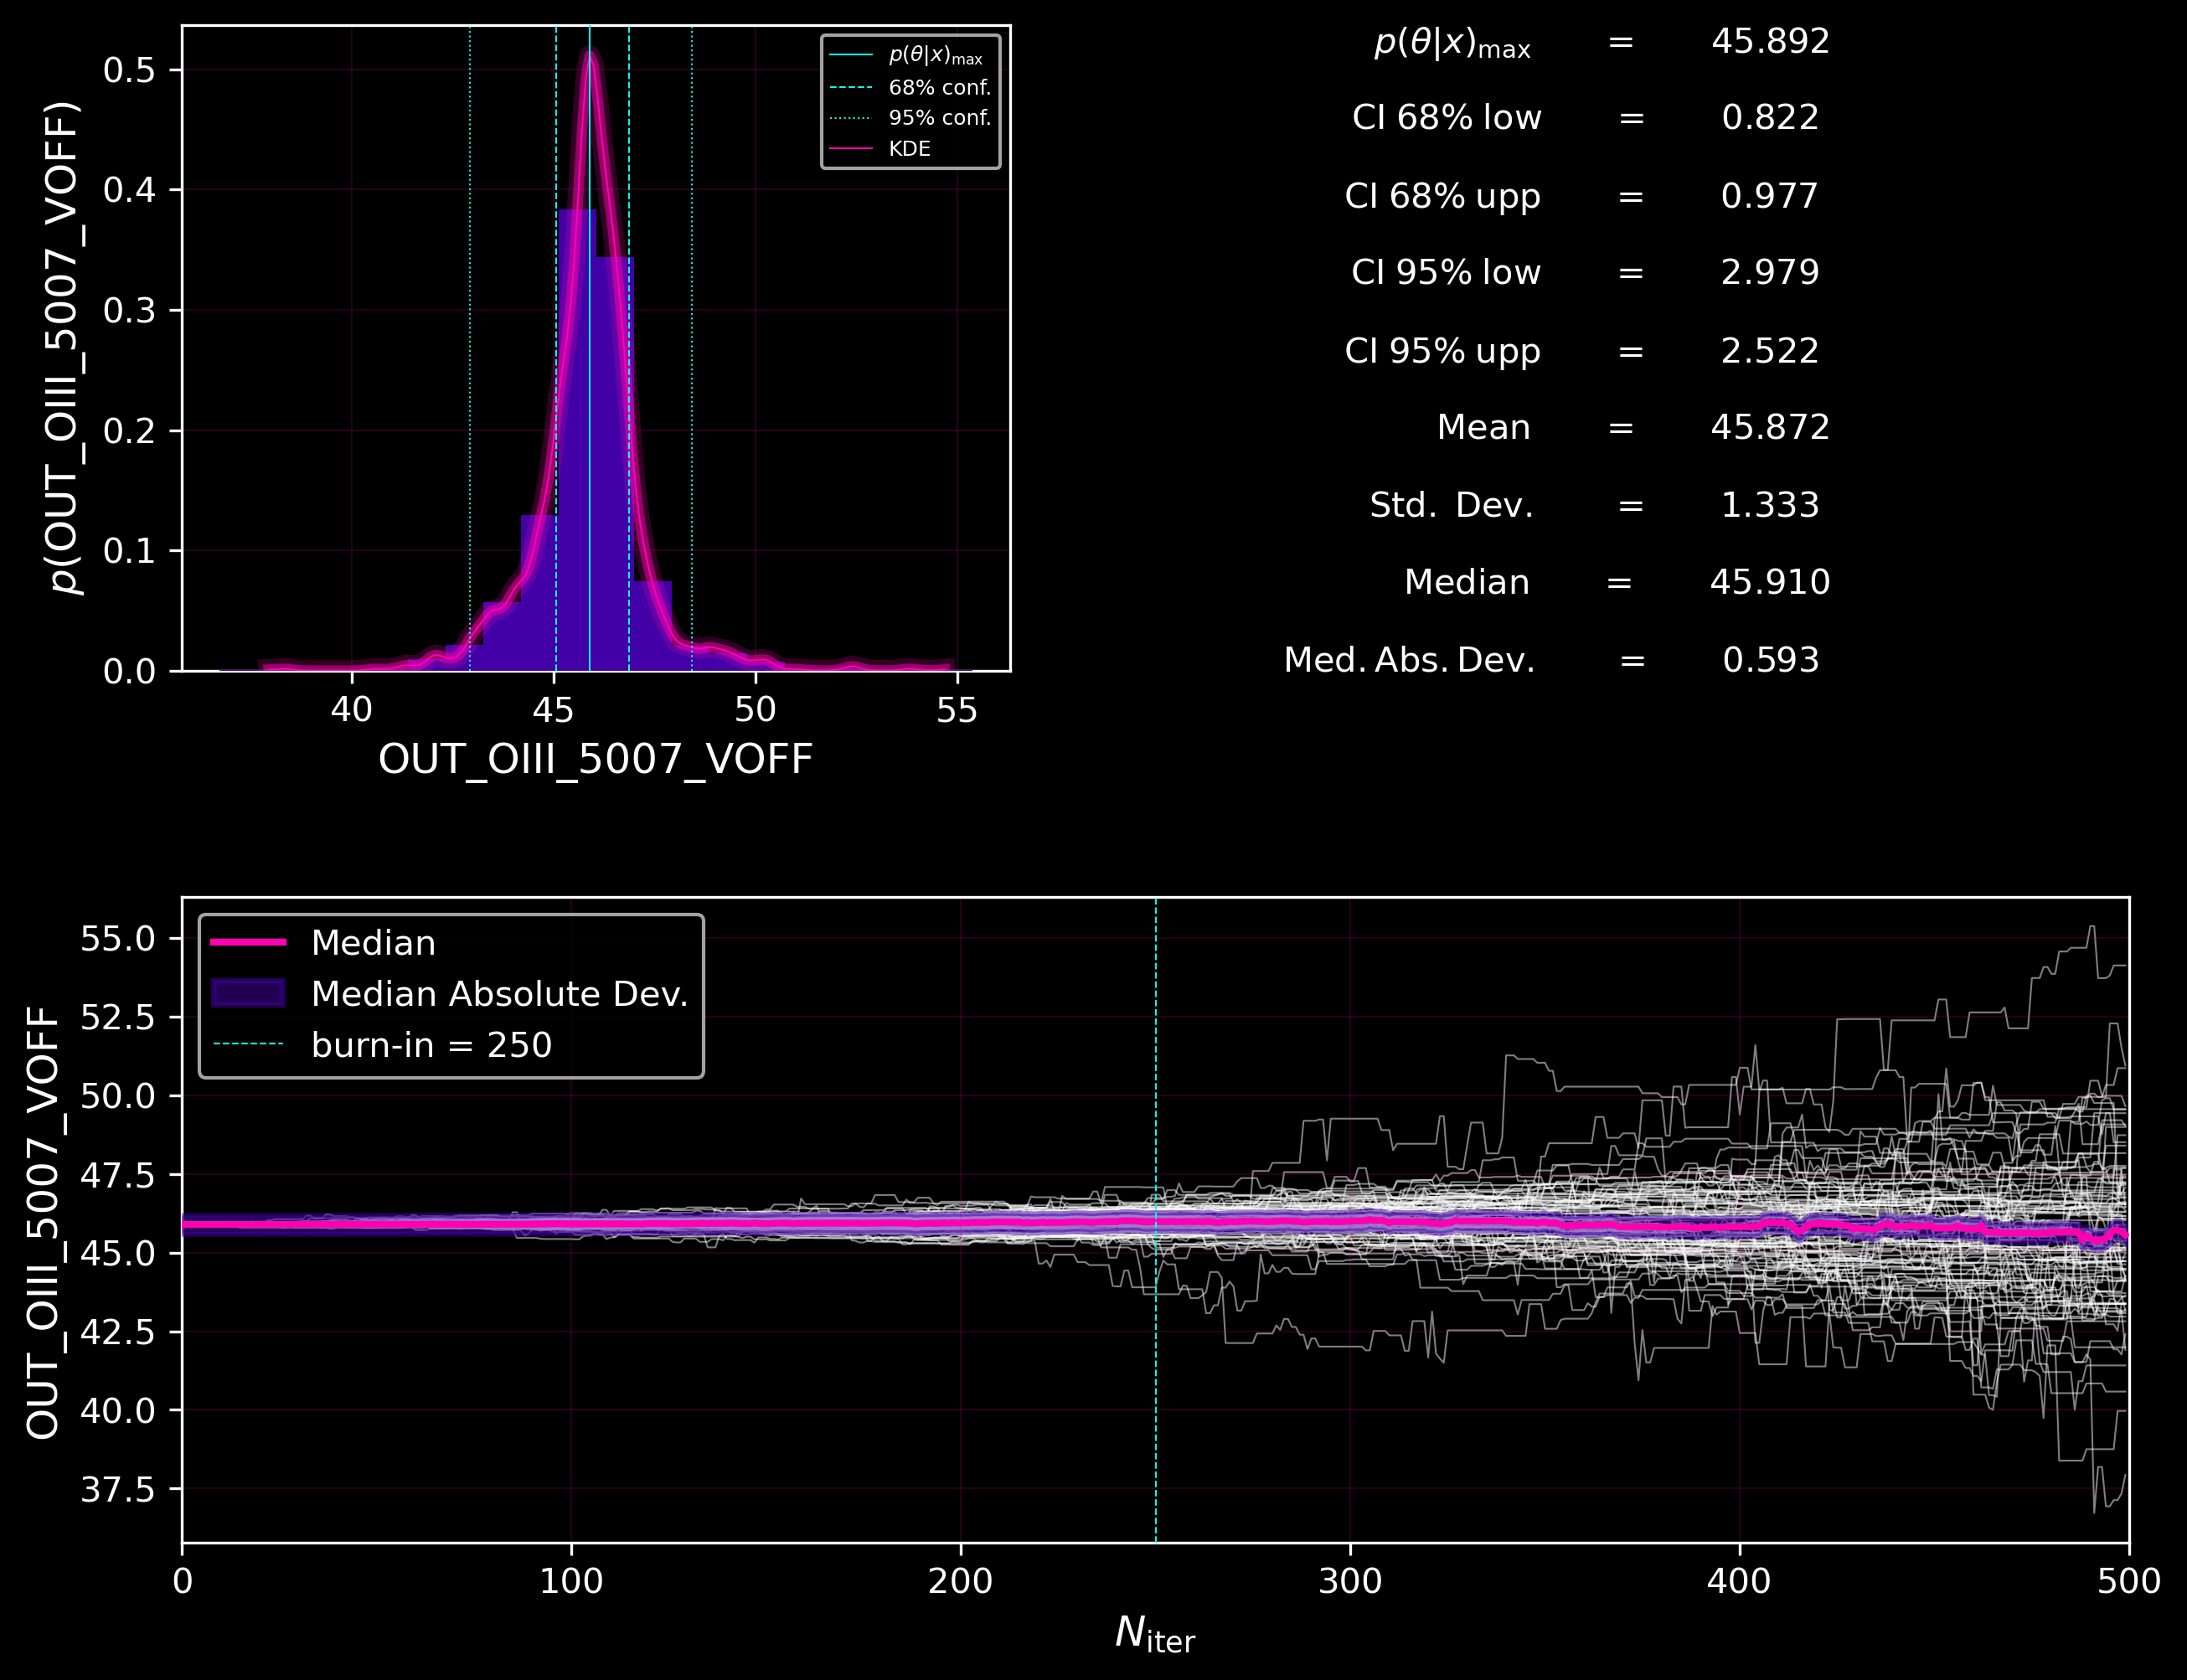 0.5
0.4
0.3
0.2
0.1
0.0
p(OUT_OIII_5007_VOFF)
40 45 50 55
OUT_OIII_5007_VOFF
p(θ|x)max
68% conf.
95% conf.
KDE
p(θ|x)max = 45.892
CI 68% low = 0.822
CI 68% upp = 0.977
CI 95% low = 2.979
CI 95% upp = 2.522
Mean = 45.872
Std. Dev. = 1.333
Median = 45.910
Med. Abs. Dev. = 0.593
55.0
52.5
50.0
47.5
45.0
42.5
40.0
37.5
OUT_OIII_5007_VOFF
Median
Median Absolute Dev.
burn-in = 250
0 100 200 300 400 500
Niter